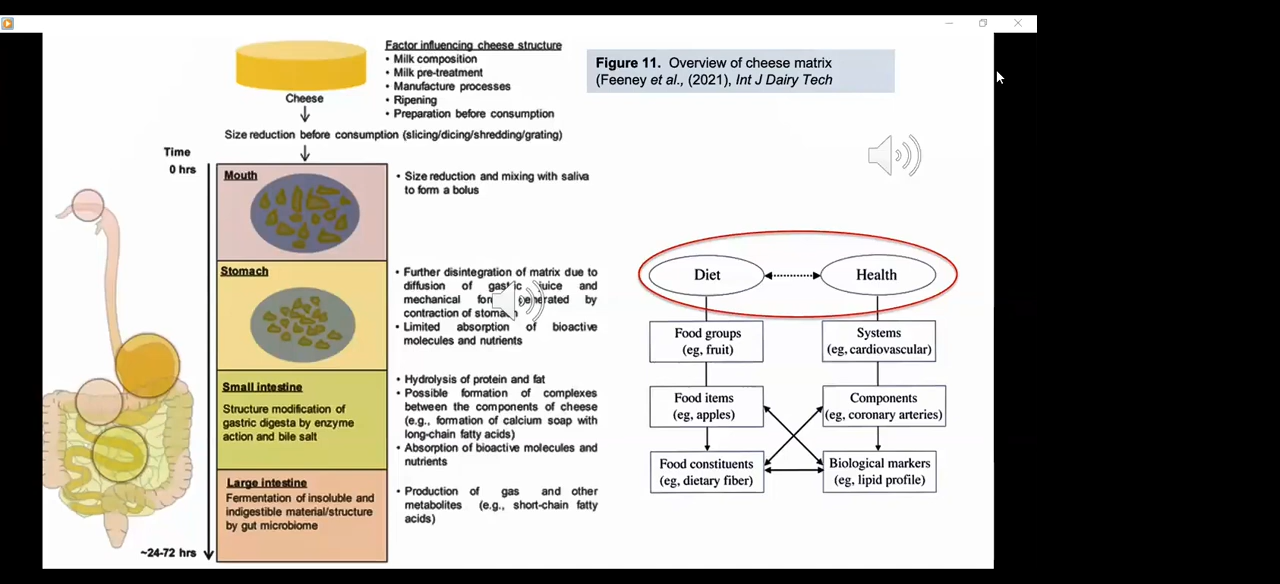 Factor influencing cheese structure
• Milk composition
• Milk pre-treatment
• Manufacture processes
• Ripening
• Preparation before consumption
Cheese
Size reduction before consumption (slicing/dicing/shredding/grating)
Figure 11. Overview of cheese matrix
(Feeney et al., (2021), Int J Dairy Tech
Time
0 hrs
Mouth
• Size reduction and mixing with saliva
to form a bolus
Stomach
• Further disintegration of matrix due to
diffusion of gastric juice and
mechanical generated by
contraction of stomach
• Limited absorption of bioactive
molecules and nutrients
Small intestine
Structure modification of
gastric digesta by enzyme
action and bile salt
• Hydrolysis of protein and fat
• Possible formation of complexes
between the components of cheese
(e.g., formation of calcium soap with
long-chain fatty acids)
• Absorption of bioactive molecules and
nutrients
Large intestine
Fermentation of insoluble and
indigestible material/structure
by gut microbiome
• Production of gas and other
metabolites (e.g., short-chain fatty
acids)
~24-72 hrs
Diet
Health
Food groups
(eg, fruit)
Systems
(eg, cardiovascular)
Food items
(eg, apples)
Components
(eg, coronary arteries)
Food constituents
(eg, dietary fiber)
Biological markers
(eg, lipid profile)